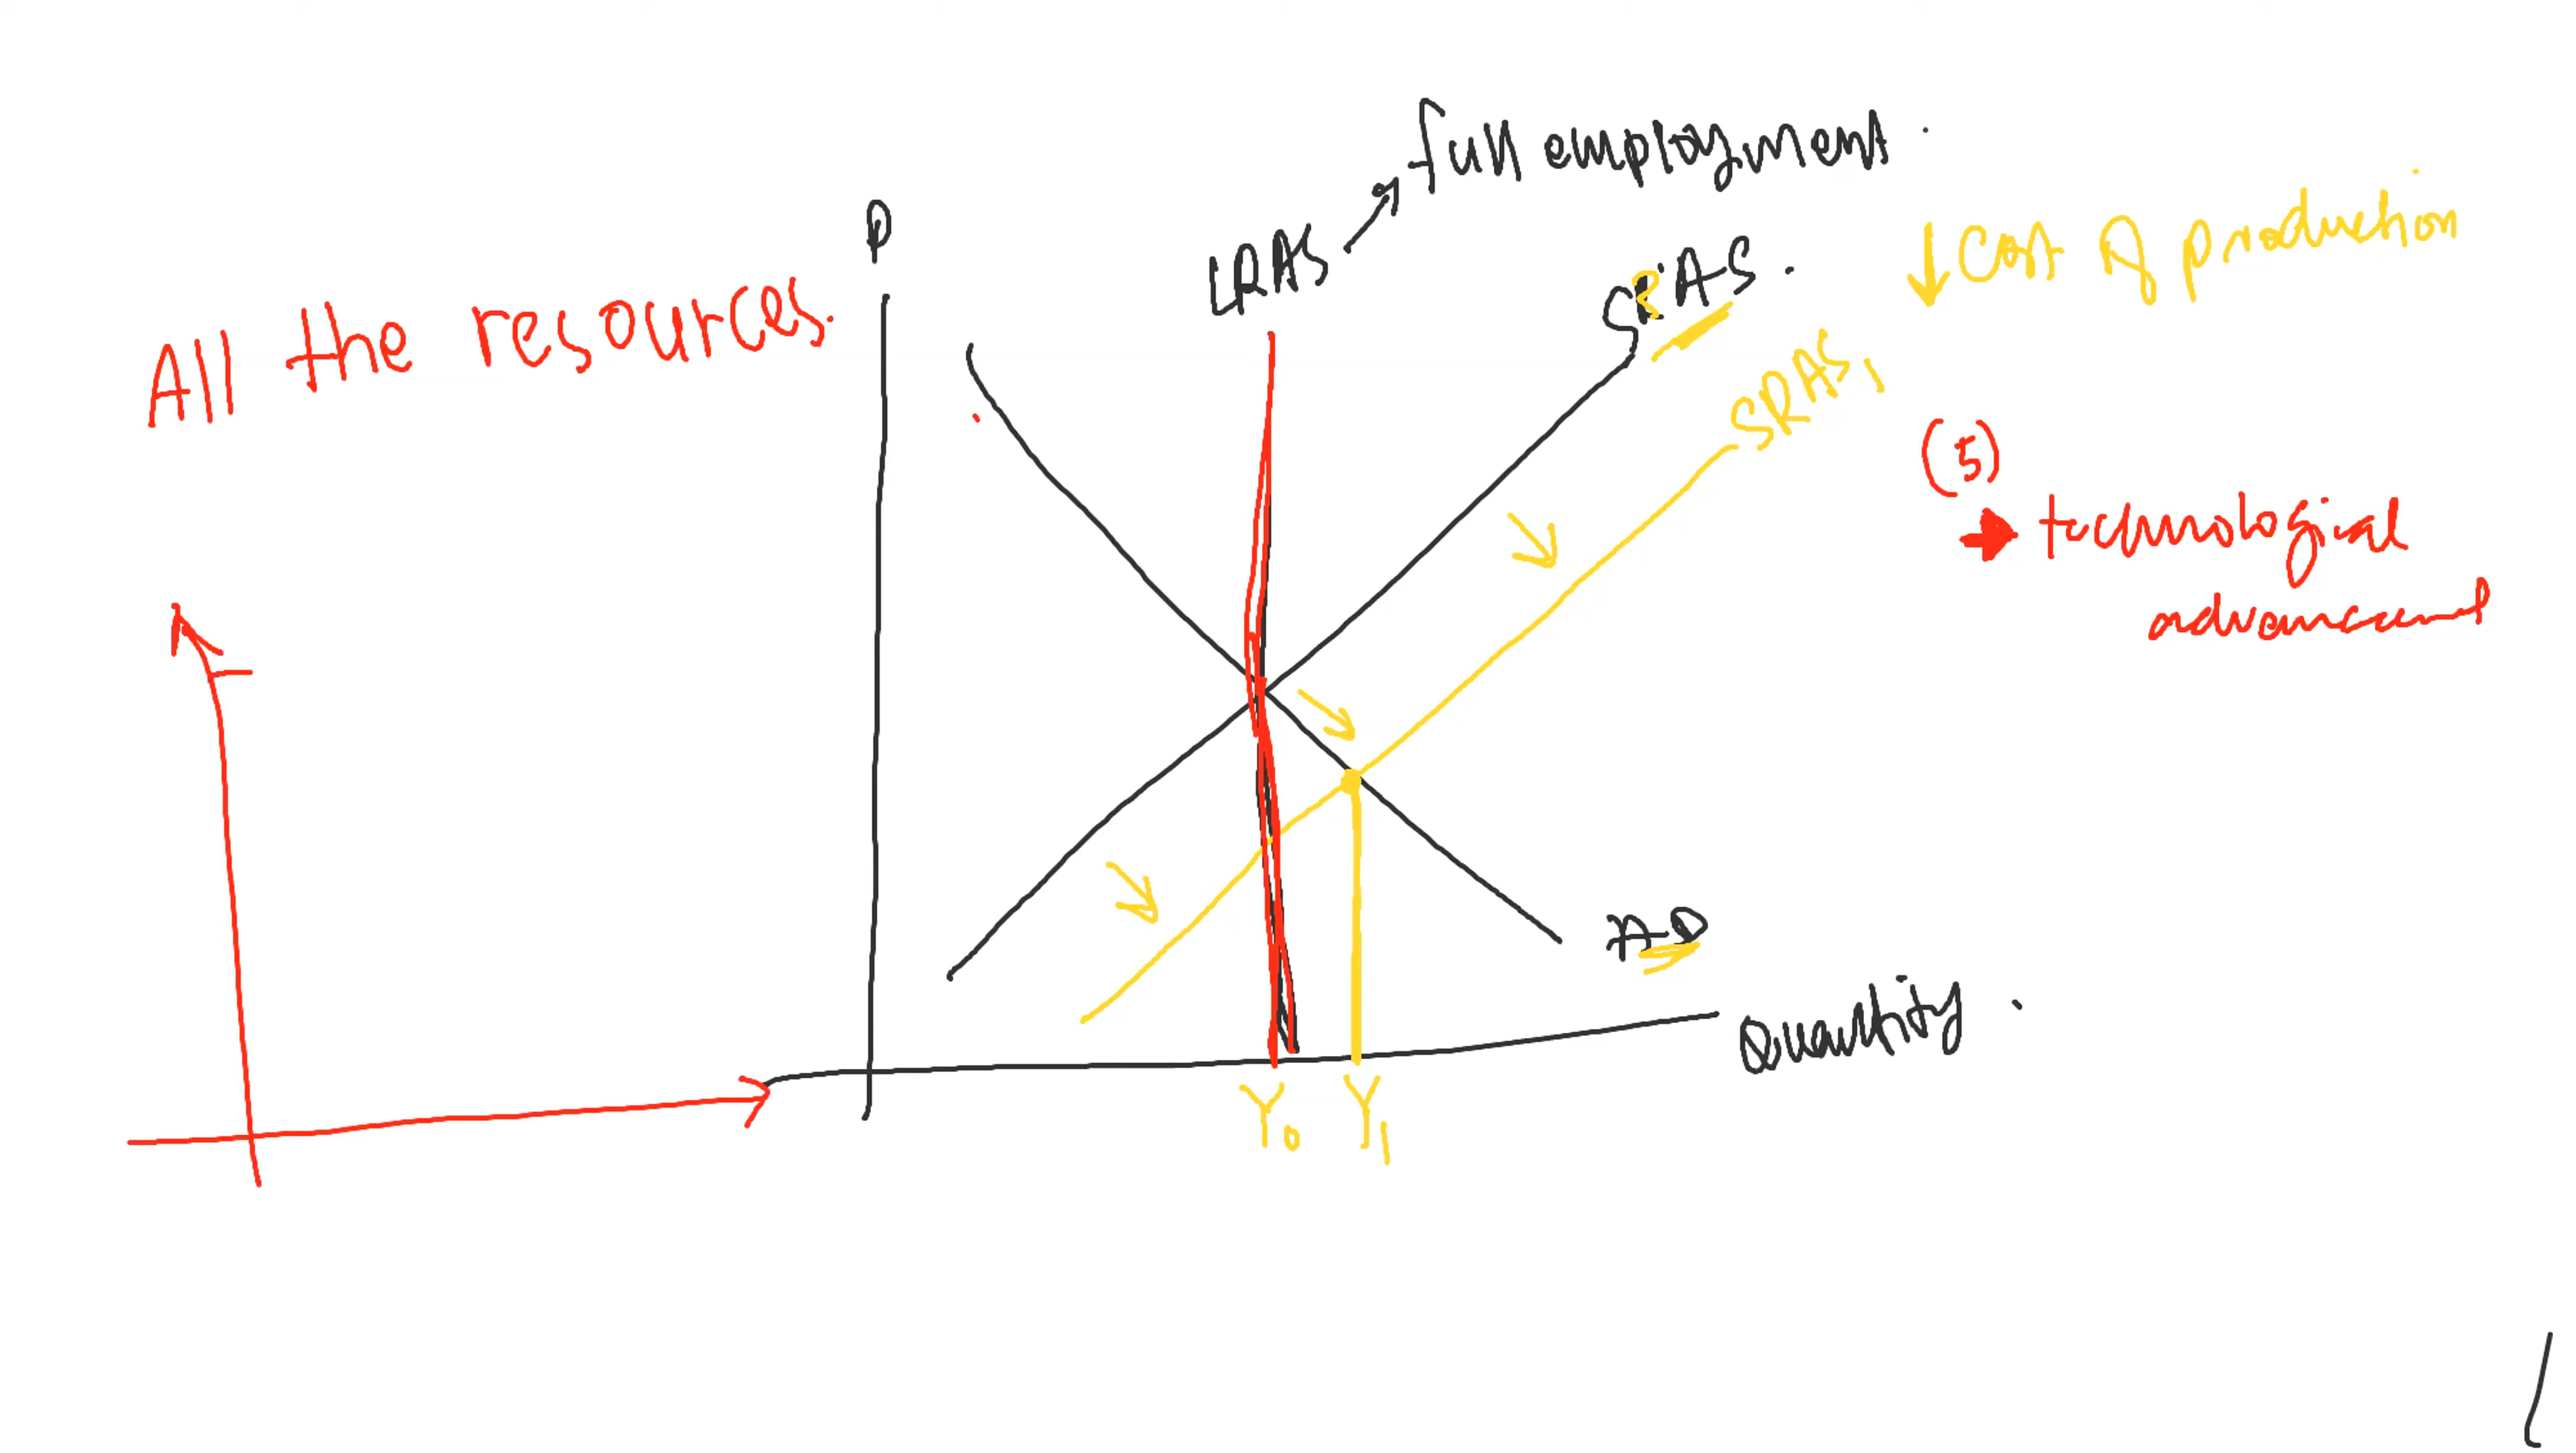 full employment.
P
LRAS
SRAS.
↓ Cost of production
All the resources.
SRAS1
(5)
→ technological
advancement
AD
Quantity.
Y0
Y1